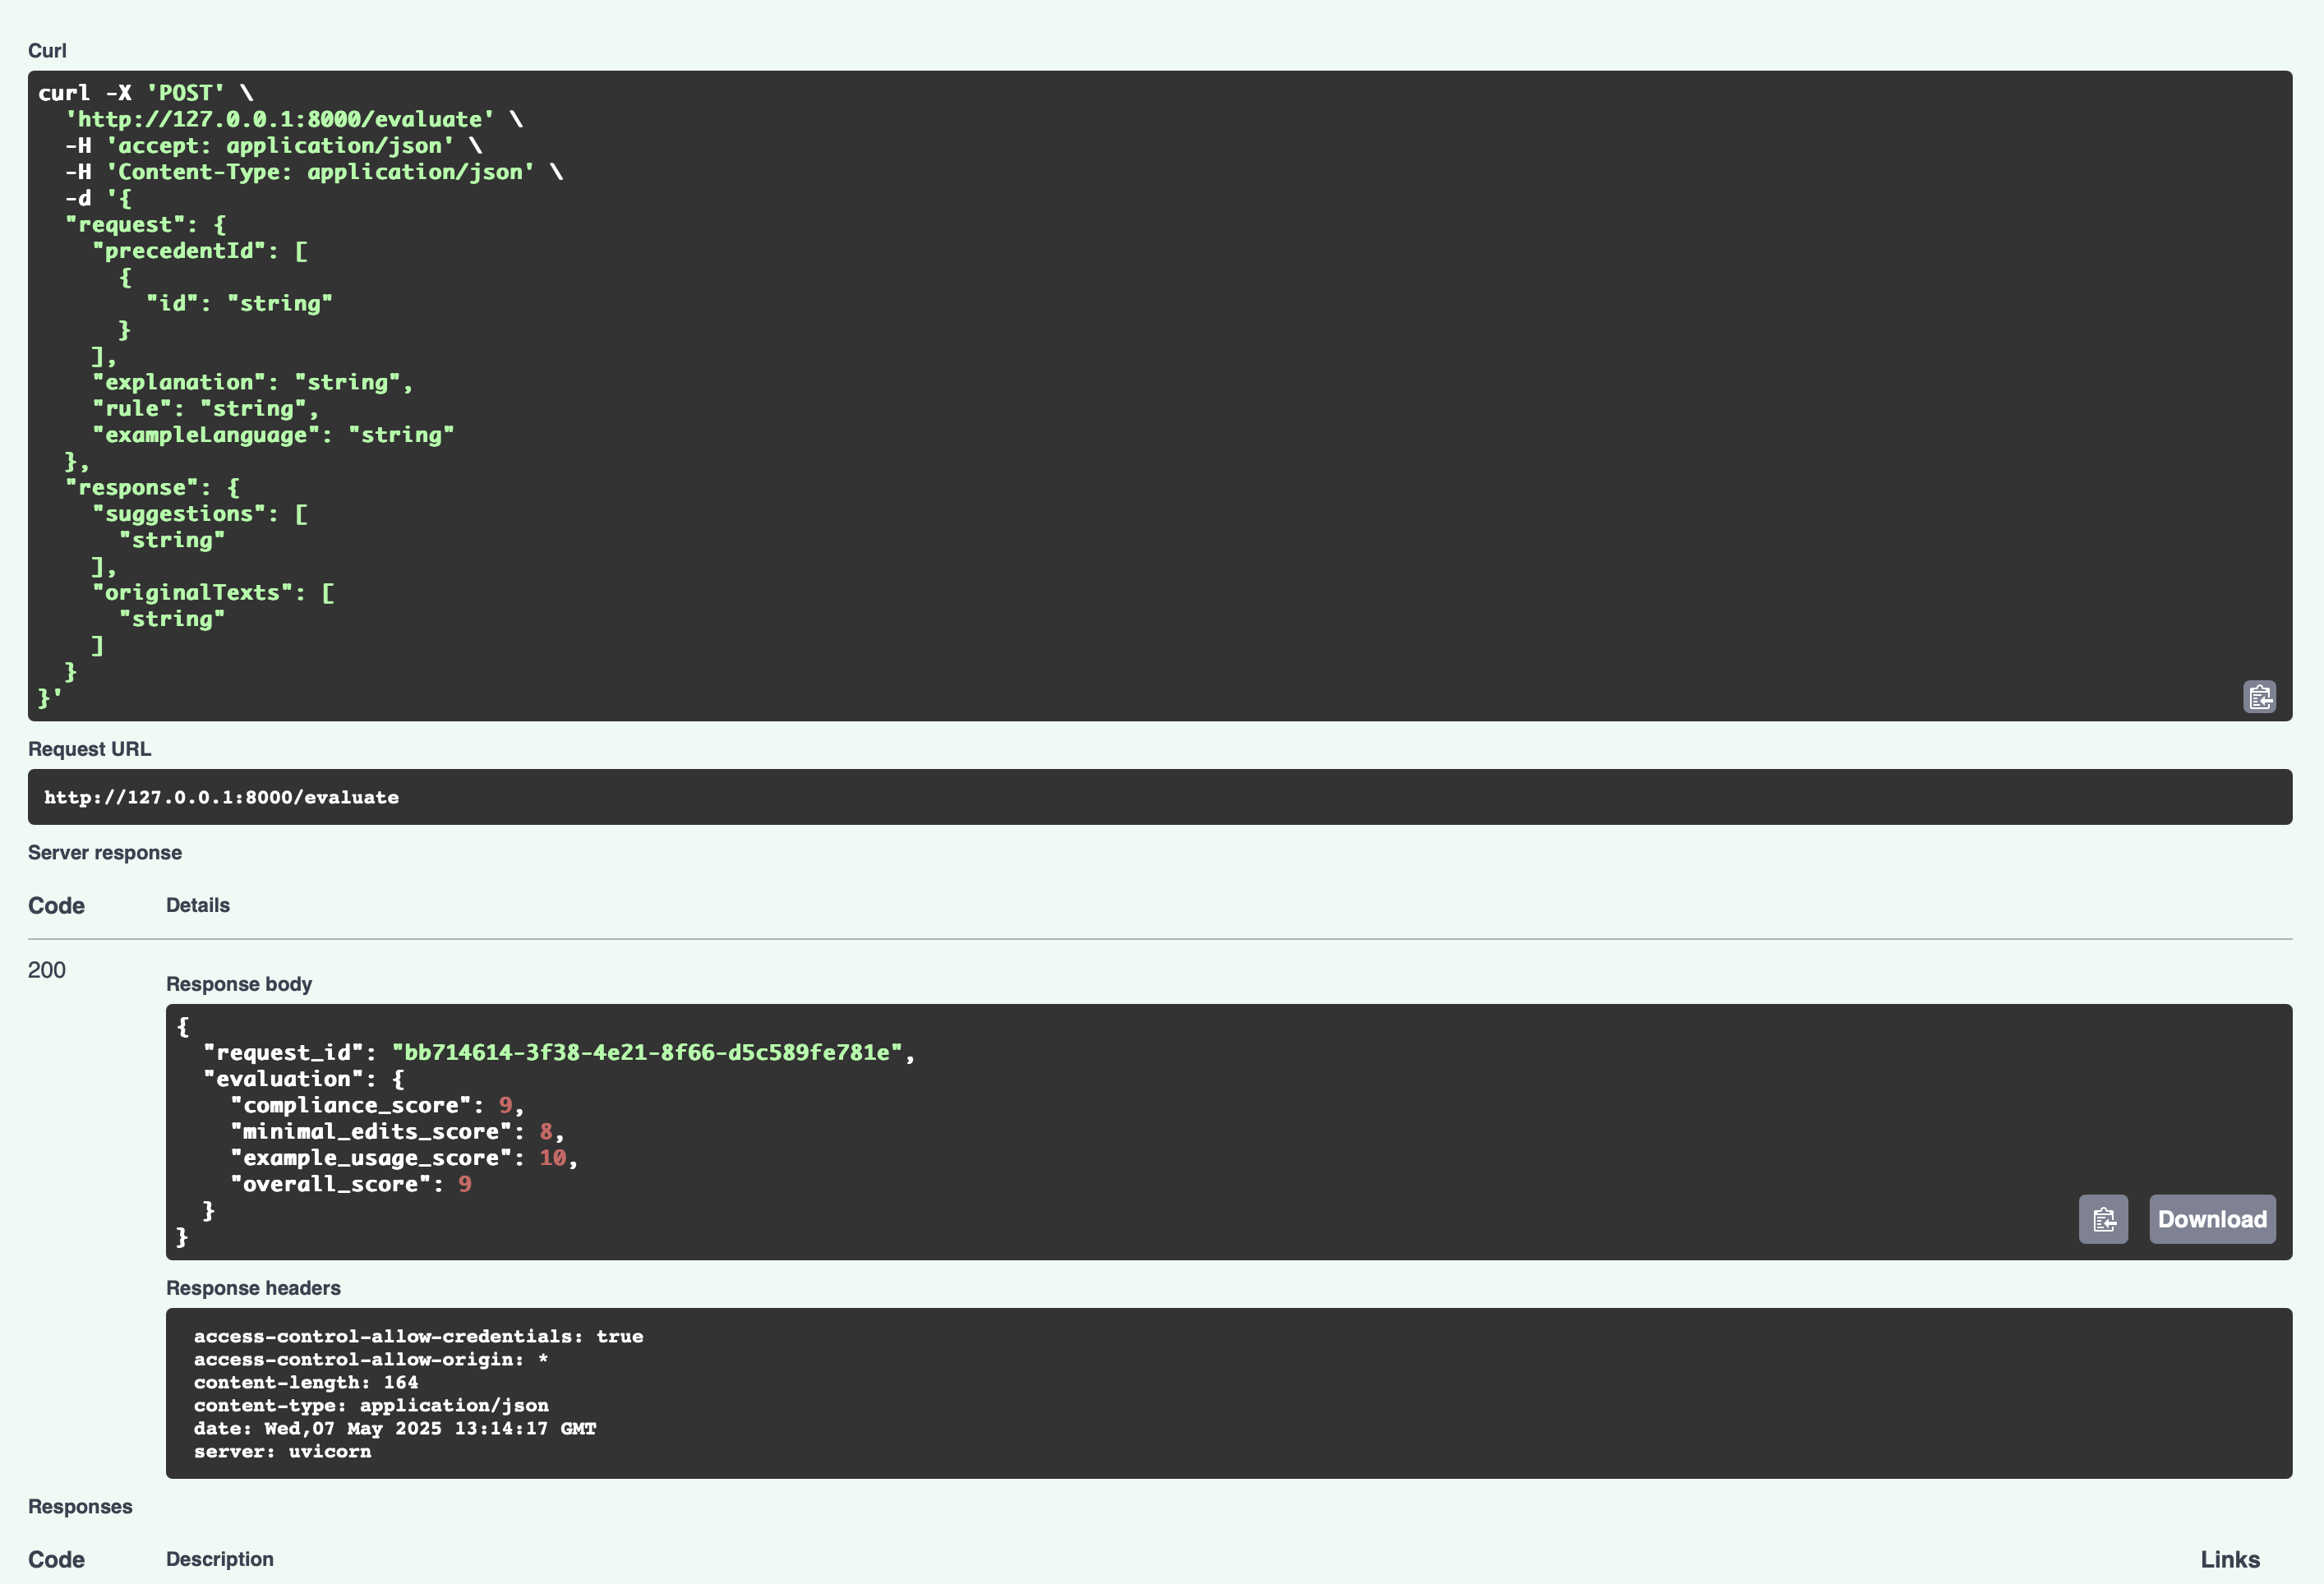 Curl
curl -X 'POST' \
  'http://127.0.0.1:8000/evaluate' \
  -H 'accept: application/json' \
  -H 'Content-Type: application/json' \
  -d '{
  "request": {
    "precedentId": [
      {
        "id": "string"
      }
    ],
    "explanation": "string",
    "rule": "string",
    "exampleLanguage": "string"
  },
  "response": {
    "suggestions": [
      "string"
    ],
    "originalTexts": [
      "string"
    ]
  }
}'
Request URL
http://127.0.0.1:8000/evaluate
Server response
Code Details
200
Response body
{
  "request_id": "bb714614-3f38-4e21-8f66-d5c589fe781e",
  "evaluation": {
    "compliance_score": 9,
    "minimal_edits_score": 8,
    "example_usage_score": 10,
    "overall_score": 9
  }
}
Download
Response headers
access-control-allow-credentials: true
access-control-allow-origin: *
content-length: 164
content-type: application/json
date: Wed,07 May 2025 13:14:17 GMT
server: uvicorn
Responses
Code Description Links